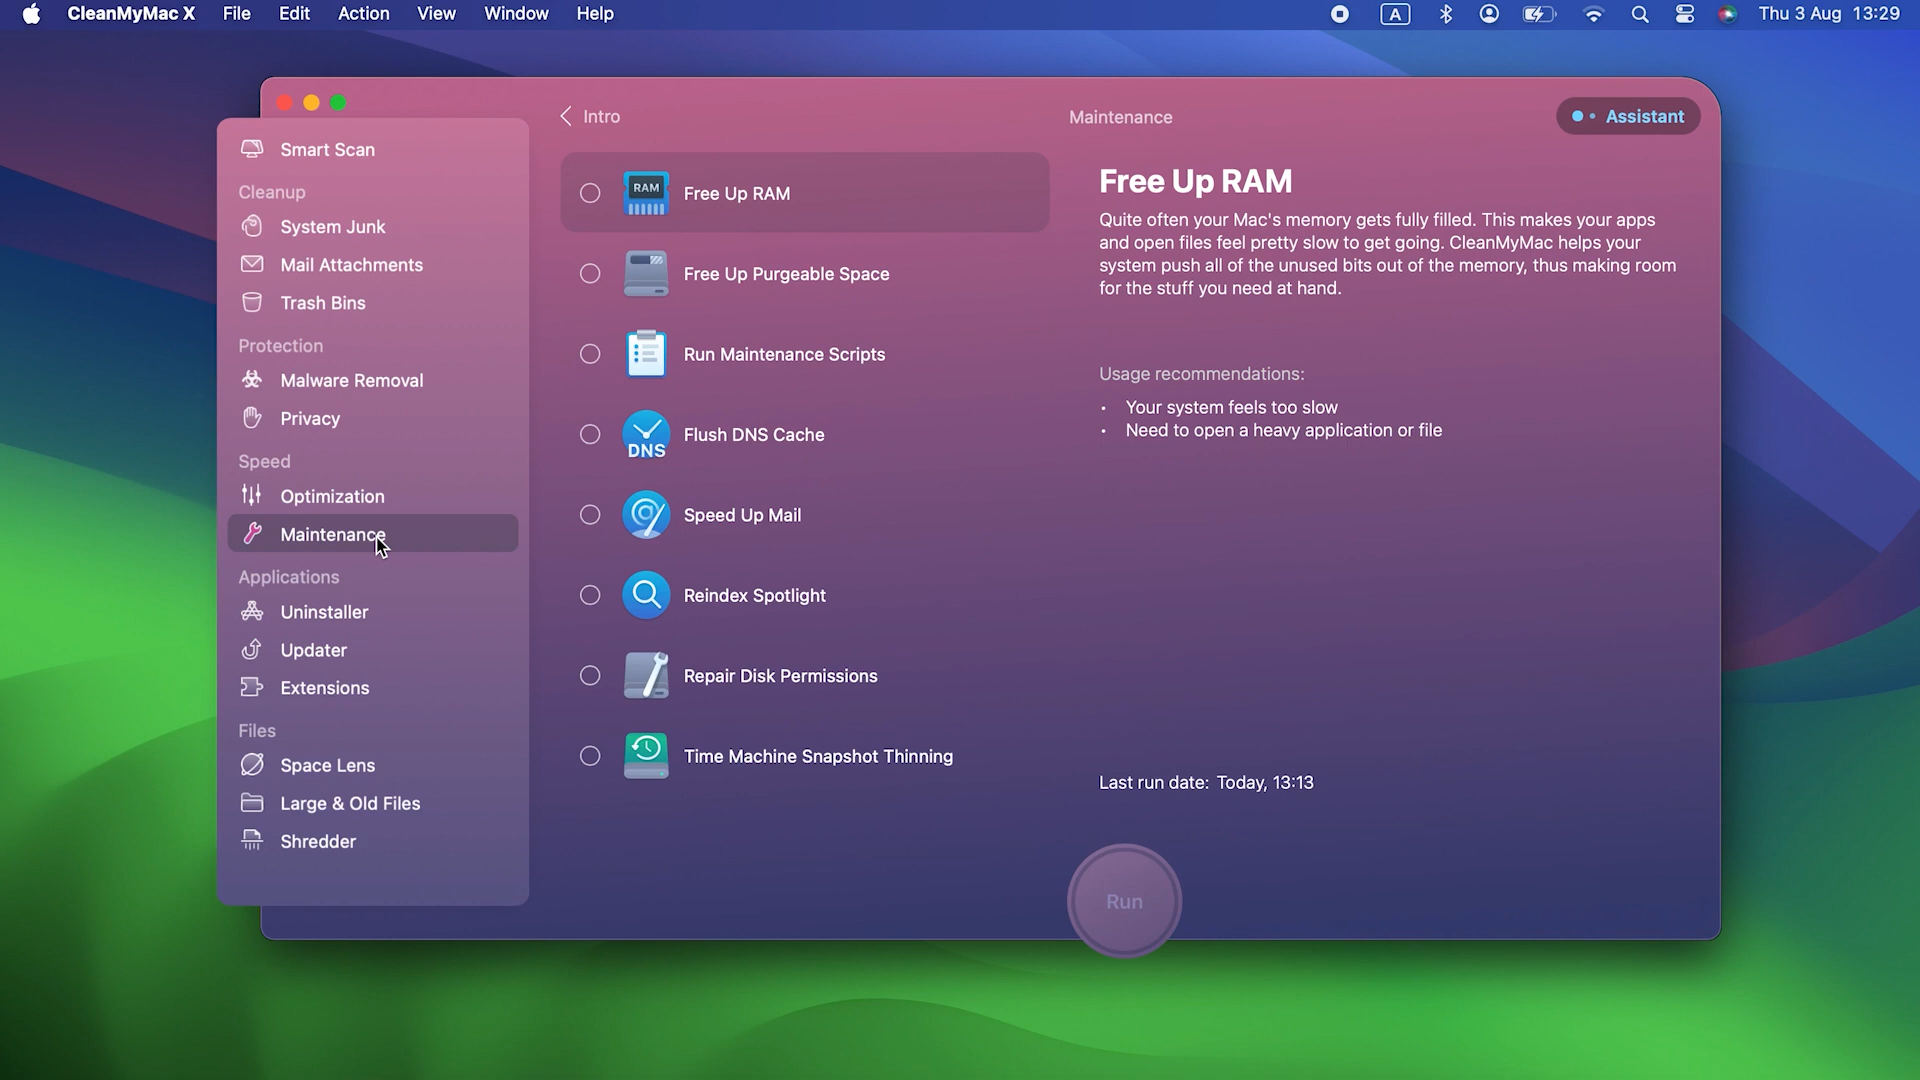 CleanMyMac X File Edit Action View Window Help A Thu 3 Aug 13:29
Intro
Maintenance
Assistant
Smart Scan
Cleanup
System Junk
Mail Attachments
Trash Bins
Protection
Malware Removal
Privacy
Speed
Optimization
Maintenance
Applications
Uninstaller
Updater
Extensions
Files
Space Lens
Large & Old Files
Shredder
RAM
Free Up RAM
Free Up Purgeable Space
Run Maintenance Scripts
DNS
Flush DNS Cache
Speed Up Mail
Reindex Spotlight
Repair Disk Permissions
Time Machine Snapshot Thinning
Free Up RAM
Quite often your Mac's memory gets fully filled. This makes your apps
and open files feel pretty slow to get going. CleanMyMac helps your
system push all of the unused bits out of the memory, thus making room
for the stuff you need at hand.
Usage recommendations:
• Your system feels too slow
• Need to open a heavy application or file
Last run date: Today, 13:13
Run